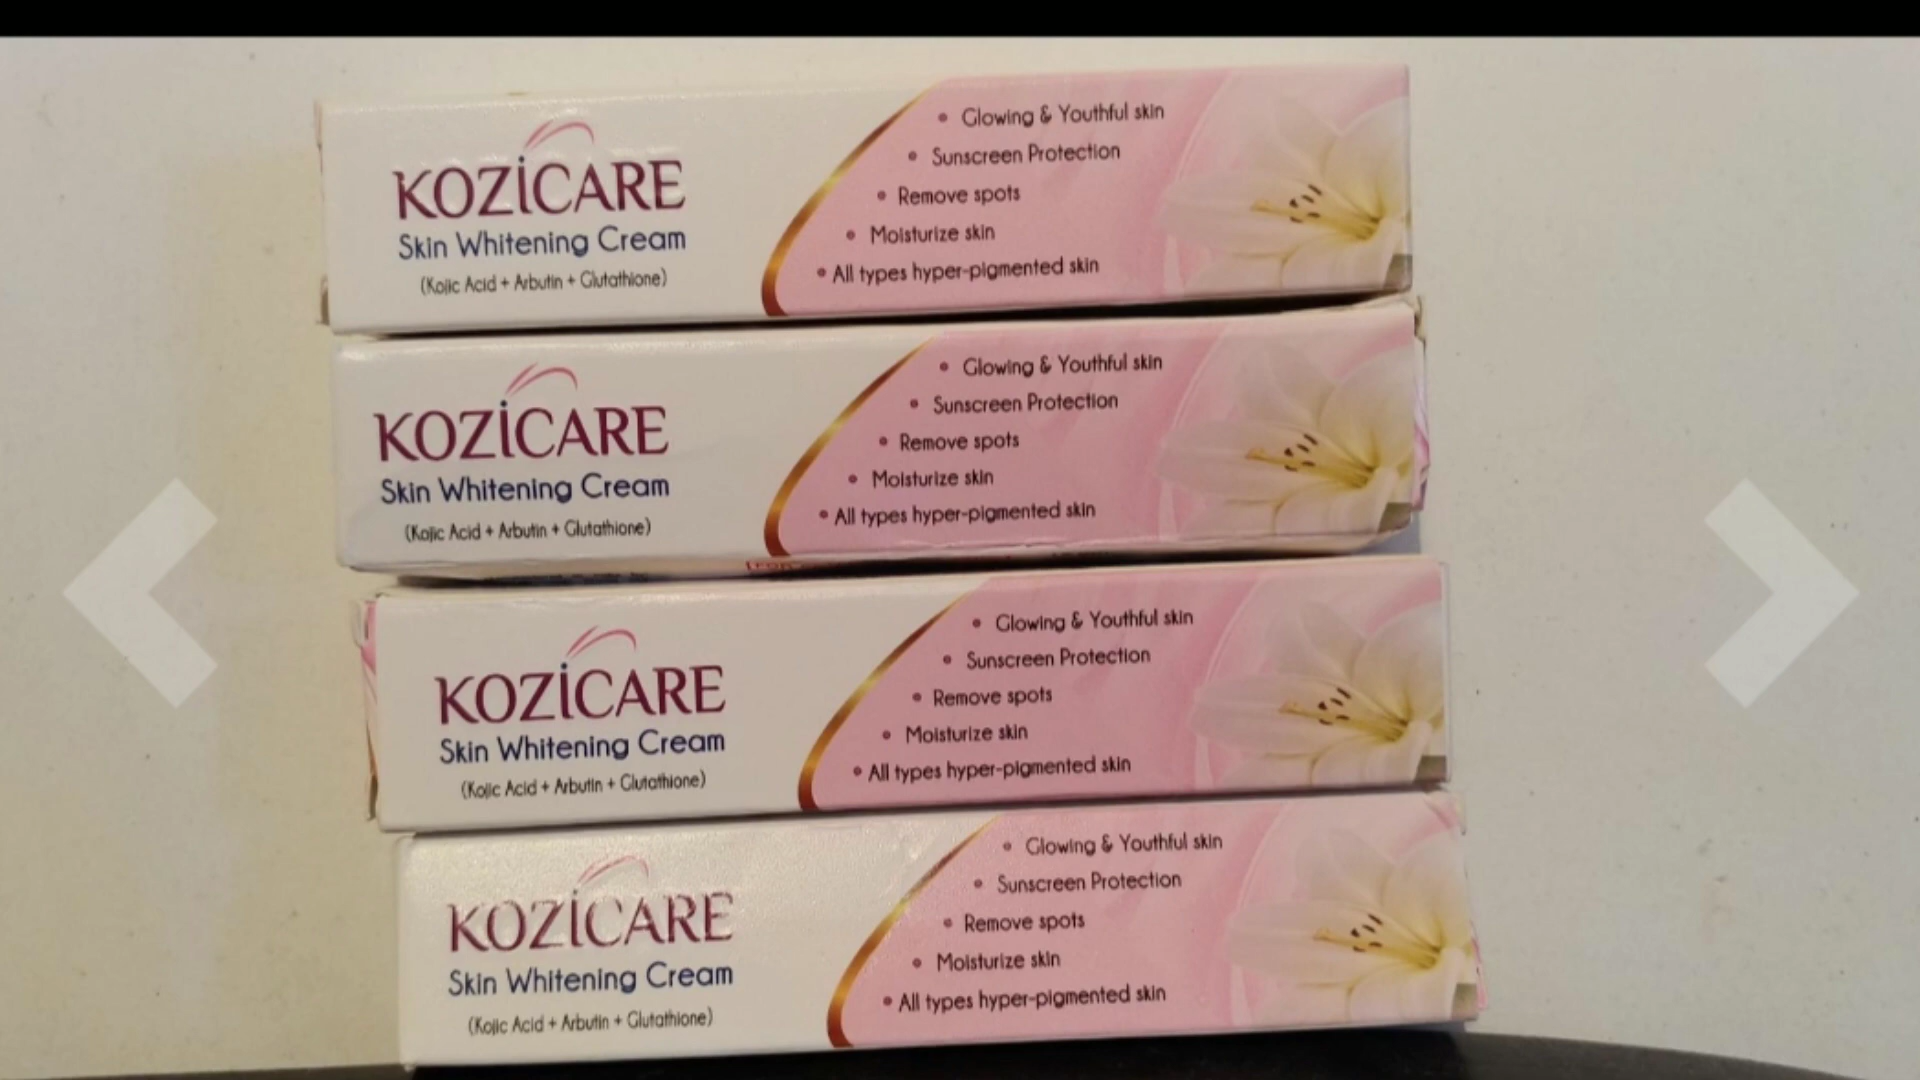 KOZiCARE
Skin Whitening Cream
(Kojic Acid + Arbutin + Glutathione)
• Glowing & Youthful skin
• Sunscreen Protection
• Remove spots
• Moisturize skin
• All types hyper-pigmented skin
KOZiCARE
Skin Whitening Cream
(Kojic Acid + Arbutin + Glutathione)
• Glowing & Youthful skin
• Sunscreen Protection
• Remove spots
• Moisturize skin
• All types hyper-pigmented skin
KOZiCARE
Skin Whitening Cream
(Kojic Acid + Arbutin + Glutathione)
• Glowing & Youthful skin
• Sunscreen Protection
• Remove spots
• Moisturize skin
• All types hyper-pigmented skin
KOZiCARE
Skin Whitening Cream
(Kojic Acid + Arbutin + Glutathione)
• Glowing & Youthful skin
• Sunscreen Protection
• Remove spots
• Moisturize skin
• All types hyper-pigmented skin